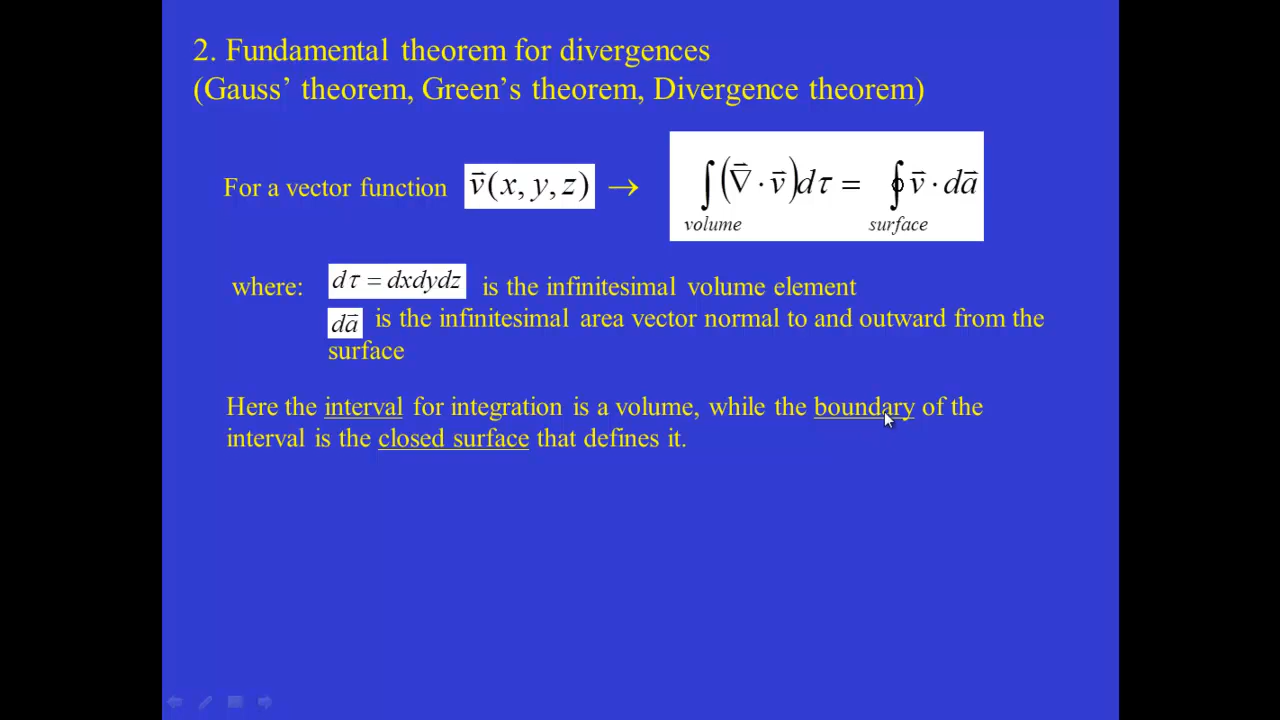 2. Fundamental theorem for divergences
(Gauss’ theorem, Green’s theorem, Divergence theorem)
For a vector function v⃗(x, y, z) → ∫(∇⃗ · v⃗)dτ = ∮v⃗ · da⃗
volume surface
where: dτ = dxdydz is the infinitesimal volume element
da⃗ is the infinitesimal area vector normal to and outward from the
surface
Here the interval for integration is a volume, while the boundary of the
interval is the closed surface that defines it.